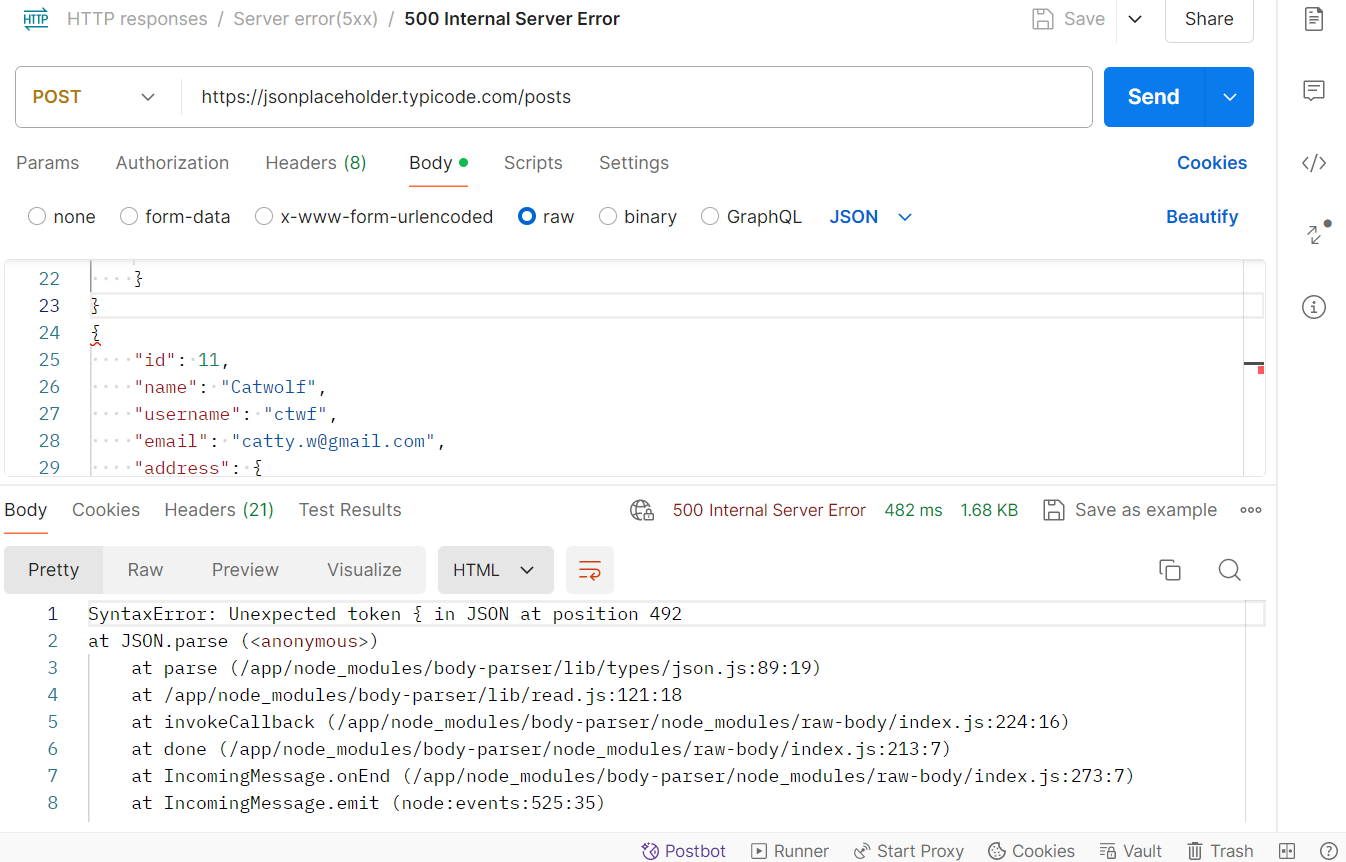 HTTP HTTP responses / Server error(5xx) / 500 Internal Server Error Save Share
POST https://jsonplaceholder.typicode.com/posts Send
Params Authorization Headers (8) Body Scripts Settings Cookies
none form-data x-www-form-urlencoded raw binary GraphQL JSON Beautify
22 }
23 }
24 {
25 "id": 11,
26 "name": "Catwolf",
27 "username": "ctwf",
28 "email": "catty.w@gmail.com",
29 "address": {
Body Cookies Headers (21) Test Results 500 Internal Server Error 482 ms 1.68 KB Save as example
Pretty Raw Preview Visualize HTML
1 SyntaxError: Unexpected token { in JSON at position 492
2 at JSON.parse (<anonymous>)
3 at parse (/app/node_modules/body-parser/lib/types/json.js:89:19)
4 at /app/node_modules/body-parser/lib/read.js:121:18
5 at invokeCallback (/app/node_modules/body-parser/node_modules/raw-body/index.js:224:16)
6 at done (/app/node_modules/body-parser/node_modules/raw-body/index.js:213:7)
7 at IncomingMessage.onEnd (/app/node_modules/body-parser/node_modules/raw-body/index.js:273:7)
8 at IncomingMessage.emit (node:events:525:35)
Postbot Runner Start Proxy Cookies Vault Trash